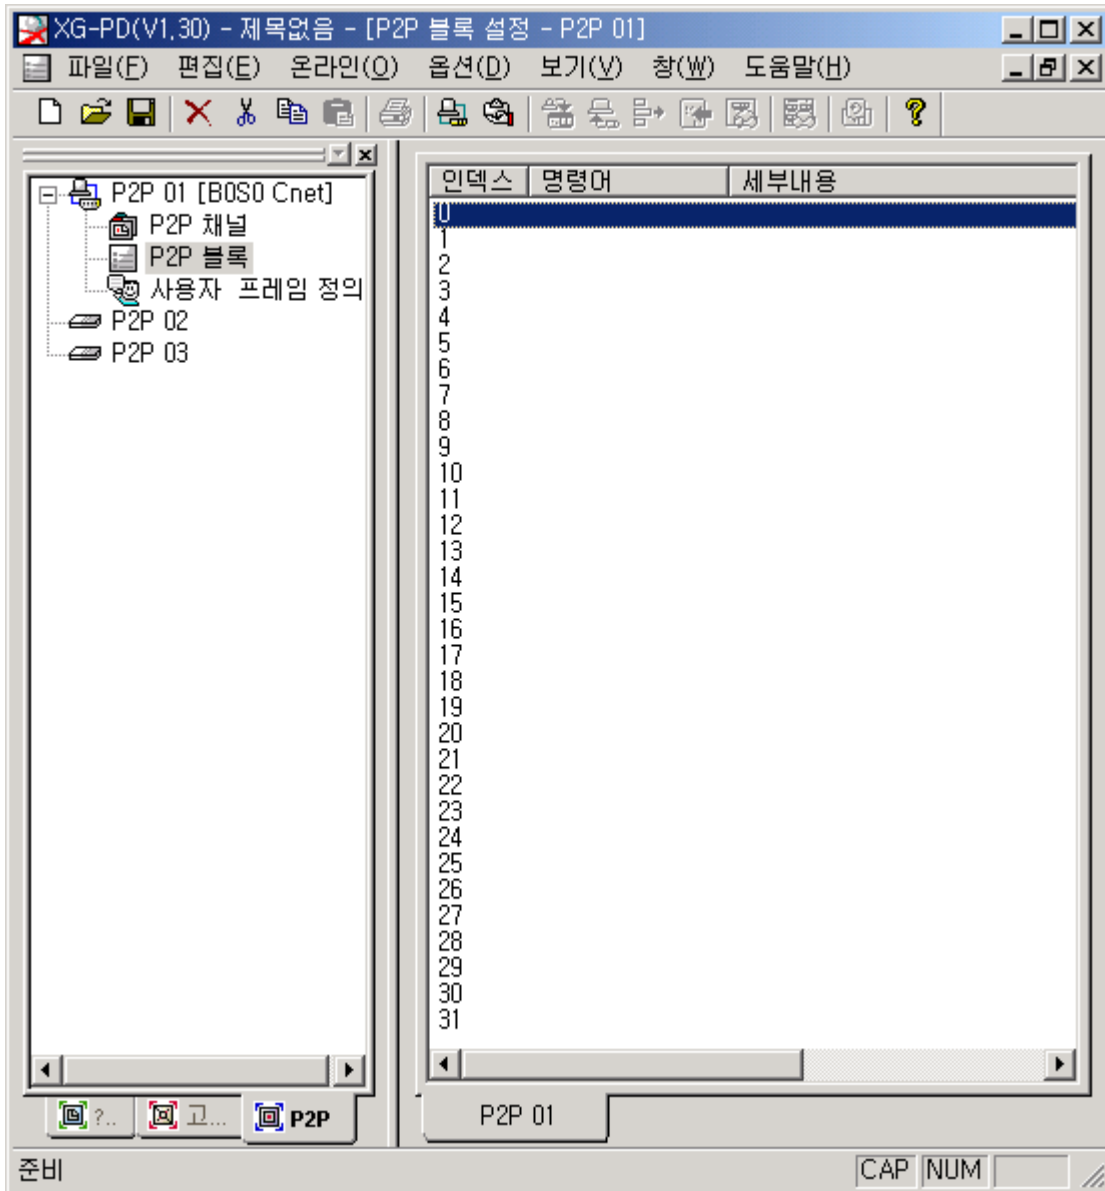 XG-PD(V1,30) - 제목없음 - [P2P 블록 설정 - P2P 01]
파일(F) 편집(E) 온라인(O) 옵션(D) 보기(V) 창(W) 도움말(H)
P2P 01 [B0S0 Cnet]
P2P 채널
P2P 블록
사용자 프레임 정의
P2P 02
P2P 03
?.. 고... P2P
인덱스 명령어 세부내용
0
1
2
3
4
5
6
7
8
9
10
11
12
13
14
15
16
17
18
19
20
21
22
23
24
25
26
27
28
29
30
31
P2P 01
준비 CAP NUM